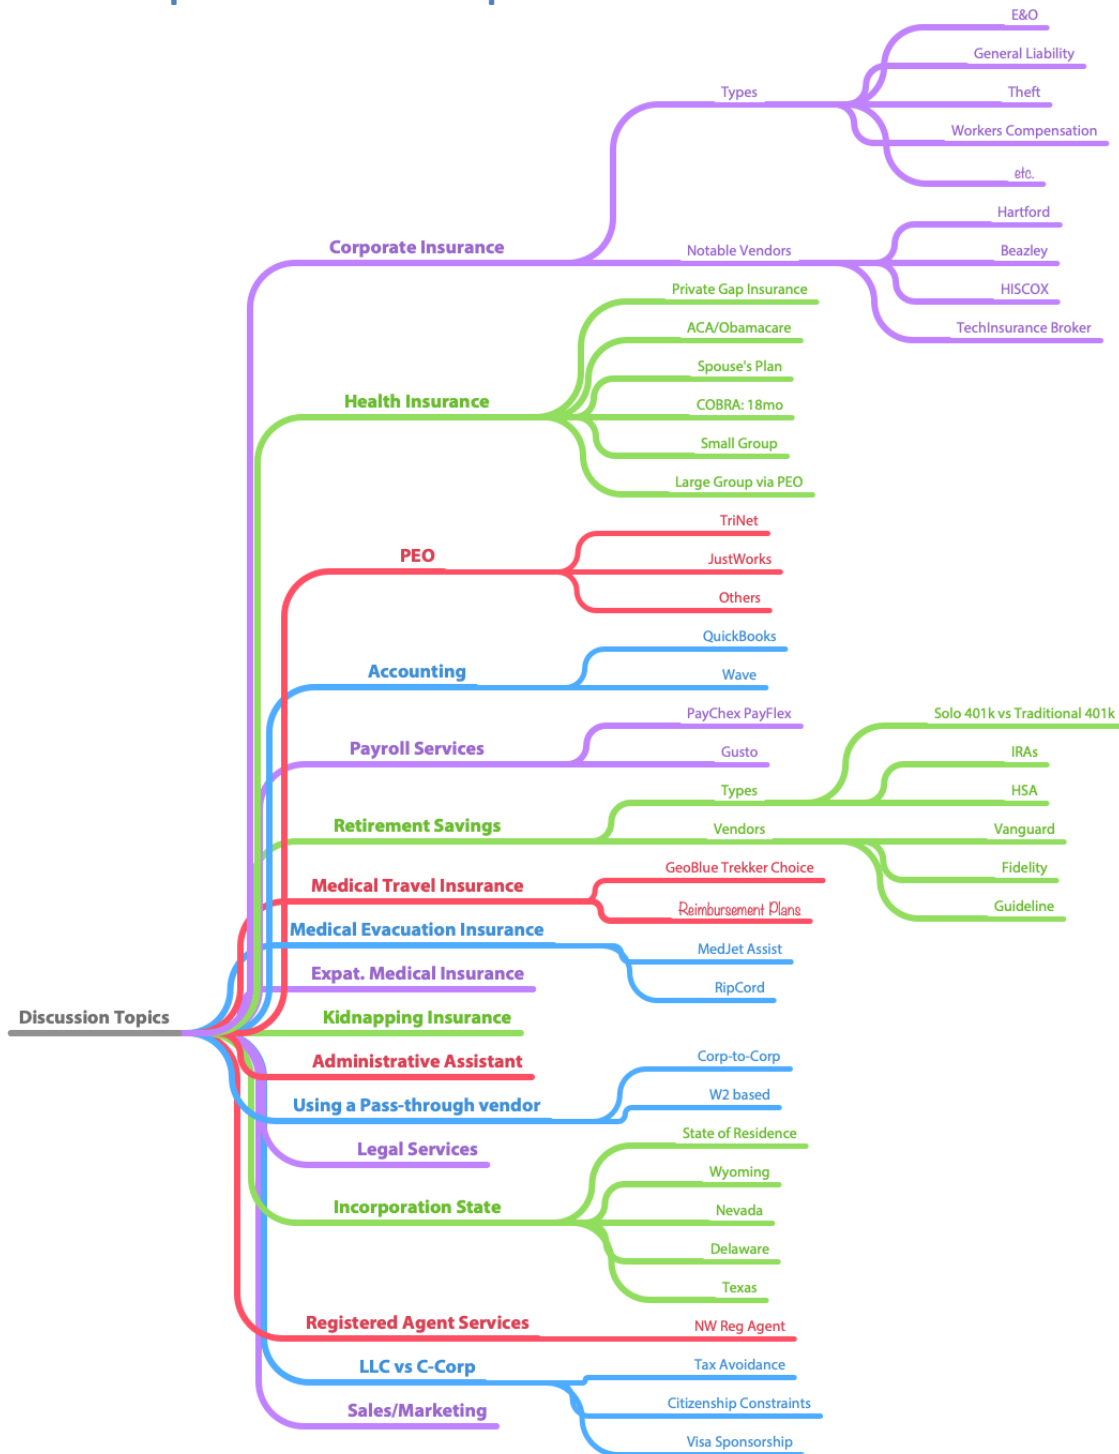 E&O
General Liability
Types
Theft
Workers Compensation
etc.
Hartford
Corporate Insurance
Notable Vendors
Beazley
Private Gap Insurance
HISCOX
ACA/Obamacare
TechInsurance Broker
Spouse's Plan
Health Insurance
COBRA: 18mo
Small Group
Large Group via PEO
TriNet
PEO
JustWorks
Others
QuickBooks
Accounting
Wave
PayChex PayFlex
Solo 401k vs Traditional 401k
Payroll Services
Gusto
IRAs
Types
HSA
Retirement Savings
Vendors
Vanguard
GeoBlue Trekker Choice
Fidelity
Medical Travel Insurance
Reimbursement Plans
Guideline
Medical Evacuation Insurance
MedJet Assist
Expat. Medical Insurance
RipCord
Discussion Topics
Kidnapping Insurance
Administrative Assistant
Corp-to-Corp
Using a Pass-through vendor
W2 based
State of Residence
Legal Services
Wyoming
Incorporation State
Nevada
Delaware
Texas
Registered Agent Services
NW Reg Agent
LLC vs C-Corp
Tax Avoidance
Citizenship Constraints
Sales/Marketing
Visa Sponsorship